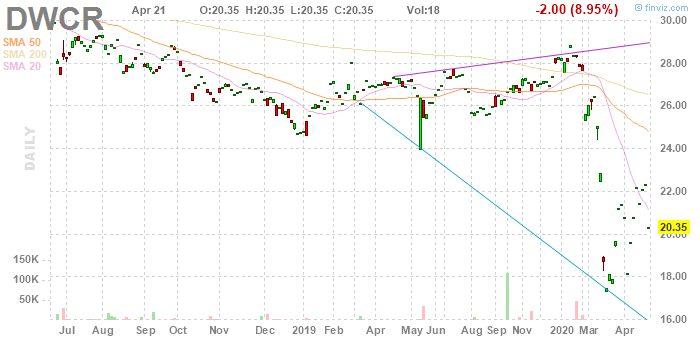 DWCR Apr 21 O:20.35 H:20.35 L:20.35 C:20.35 Vol:18 -2.00 (8.95%) © finviz.com
SMA 50
SMA 200
SMA 20
DAILY
30.00
28.00
26.00
24.00
22.00
20.35
20.00
18.00
16.00
150K
100K
50K
Jul Aug Sep Oct Nov Dec 2019 Feb Apr May Jun Aug Sep Nov 2020 Mar Apr